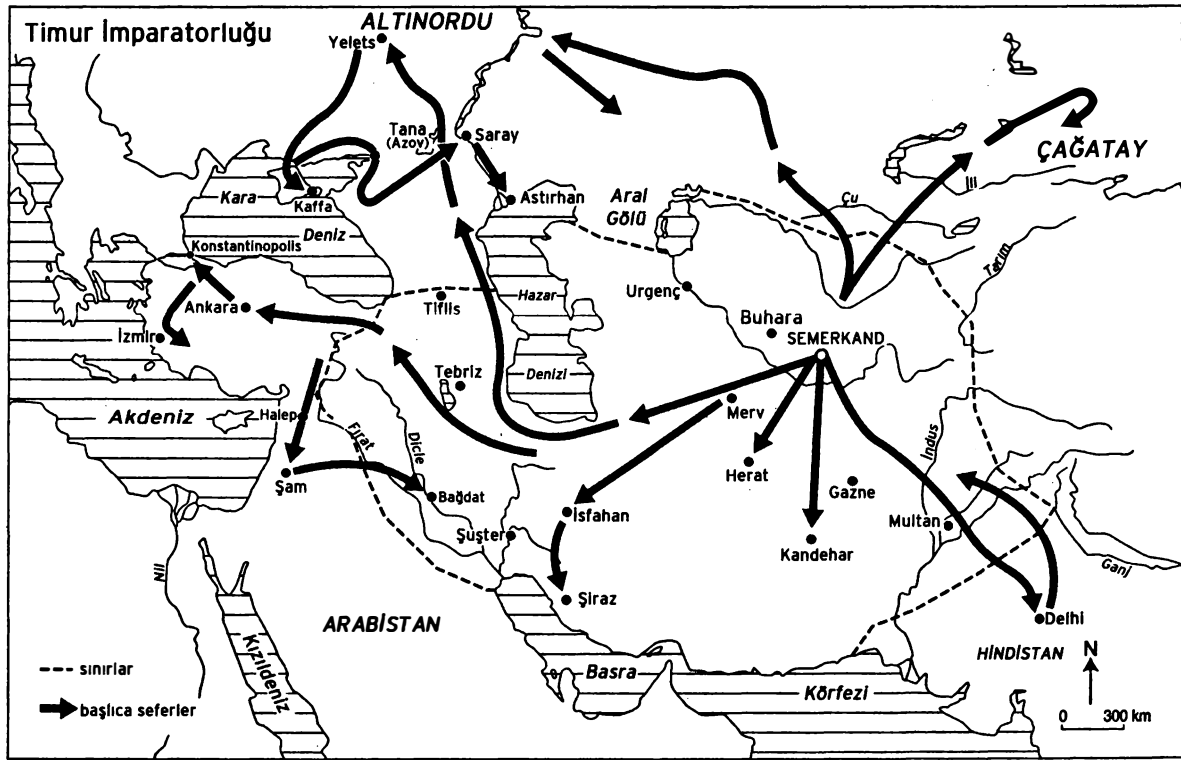 Timur İmparatorluğu
ALTINORDU
Yelets
Tana
(Azov)
Saray
ÇAĞATAY
Kara
Kaffa
Astırhan
Aral
Gölü
Çu
İli
Deniz
Konstantinopolis
Tarım
Ankara
Tiflis
Hazar
Urgenç
Buhara
İzmir
SEMERKAND
Tebriz
Denizi
Merv
Akdeniz
Halep
Fırat
Dicle
İndus
Herat
Gazne
Şam
Bağdat
İsfahan
Multan
Şuşter
Kandehar
Ganj
Nil
Şiraz
Delhi
ARABİSTAN
HİNDİSTAN
N
Kızıldeniz
Basra
Körfezi
sınırlar
başlıca seferler
0 300 km